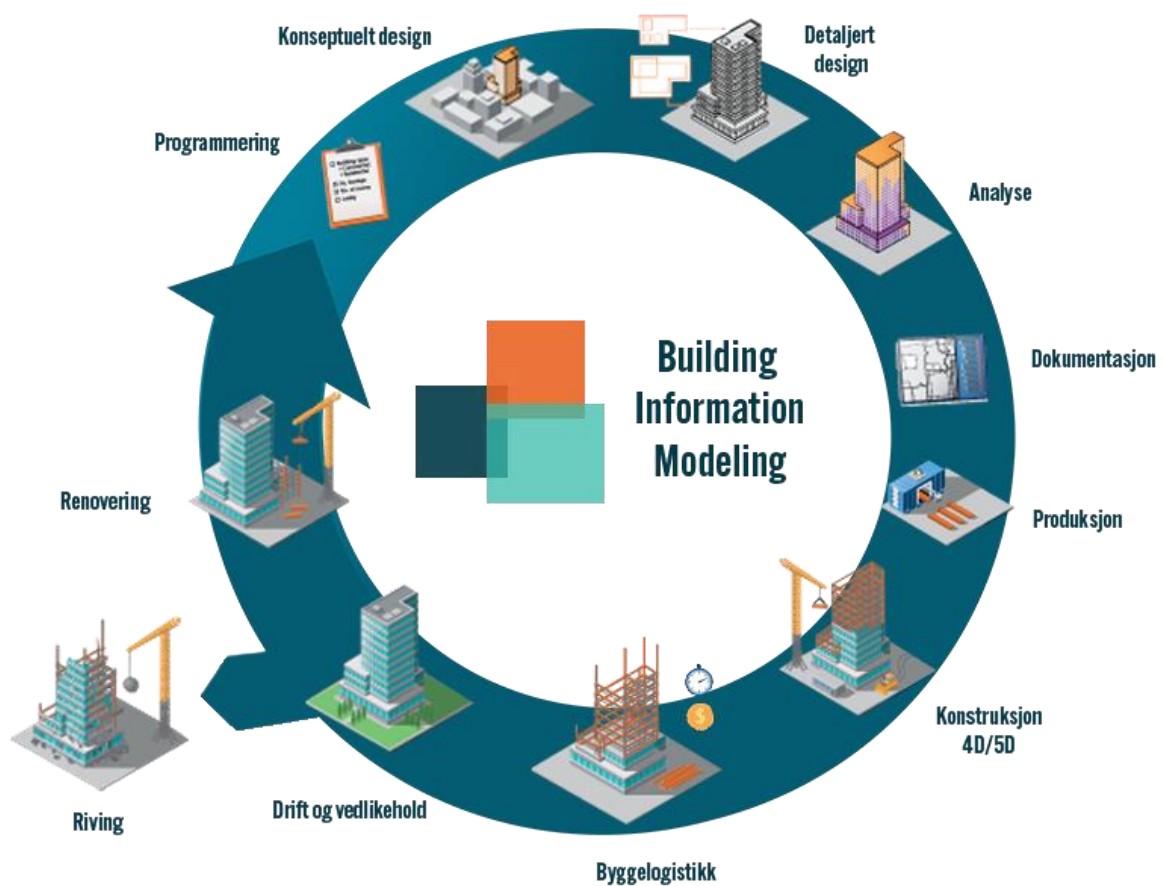 Konseptuelt design
Detaljert
design
Programmering
Analyse
Building
Information
Modeling
Dokumentasjon
Renovering
Produksjon
Konstruksjon
4D/5D
Drift og vedlikehold
Riving
Byggelogistikk
$